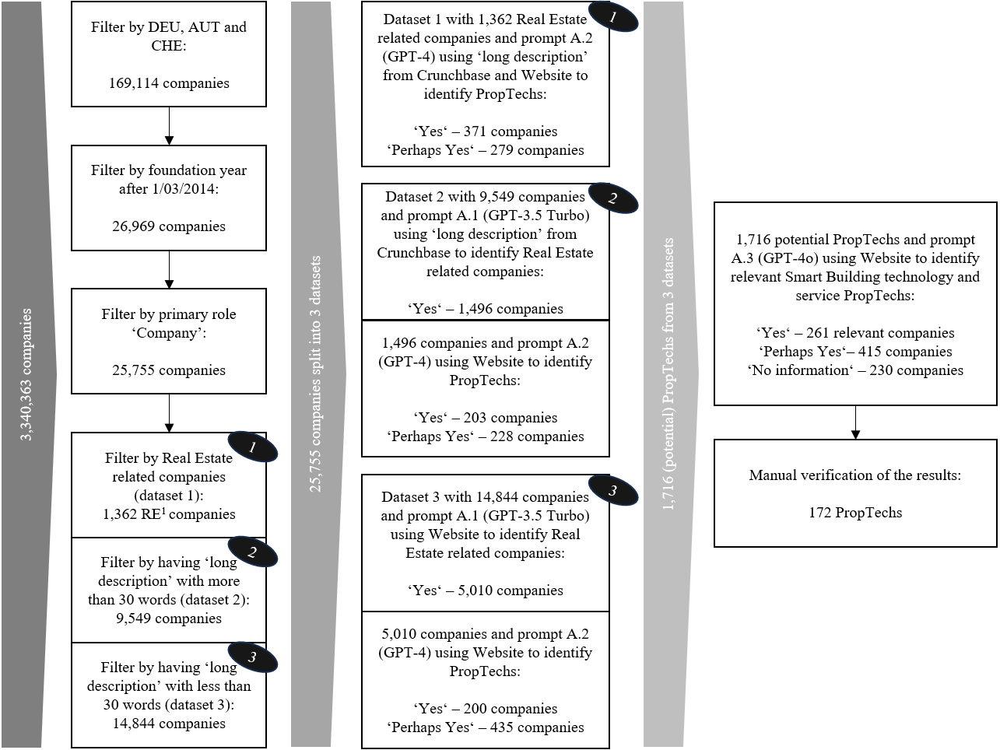 3,340,363 companies
Filter by DEU, AUT and
CHE:
169,114 companies
Filter by foundation year
after 1/03/2014:
26,969 companies
Filter by primary role
‘Company’:
25,755 companies
1
Filter by Real Estate
related companies
(dataset 1):
1,362 RE¹ companies
2
Filter by having ‘long
description’ with more
than 30 words (dataset 2):
9,549 companies
3
Filter by having ‘long
description’ with less than
30 words (dataset 3):
14,844 companies
25,755 companies split into 3 datasets
1
Dataset 1 with 1,362 Real Estate
related companies and prompt A.2
(GPT-4) using ‘long description’
from Crunchbase and Website to
identify PropTechs:
‘Yes‘ – 371 companies
‘Perhaps Yes‘ – 279 companies
2
Dataset 2 with 9,549 companies
and prompt A.1 (GPT-3.5 Turbo)
using ‘long description’ from
Crunchbase to identify Real Estate
related companies:
‘Yes’ – 1,496 companies
1,496 companies and prompt A.2
(GPT-4) using Website to identify
PropTechs:
‘Yes‘ – 203 companies
‘Perhaps Yes‘ – 228 companies
3
Dataset 3 with 14,844 companies
and prompt A.1 (GPT-3.5 Turbo)
using Website to identify Real
Estate related companies:
‘Yes’ – 5,010 companies
5,010 companies and prompt A.2
(GPT-4) using Website to identify
PropTechs:
‘Yes‘ – 200 companies
‘Perhaps Yes‘ – 435 companies
1,716 (potential) PropTechs from 3 datasets
1,716 potential PropTechs and prompt
A.3 (GPT-4o) using Website to identify
relevant Smart Building technology and
service PropTechs:
‘Yes‘ – 261 relevant companies
‘Perhaps Yes‘– 415 companies
‘No information‘ – 230 companies
Manual verification of the results:
172 PropTechs